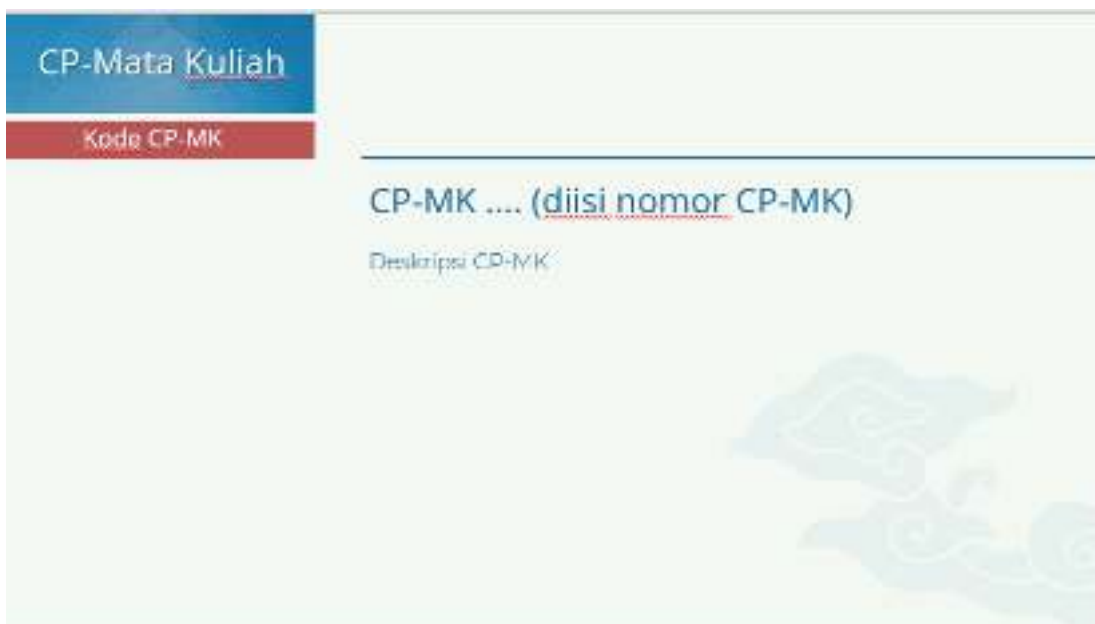 CP-Mata Kuliah
Kode CP-MK
CP-MK .... (diisi nomor CP-MK)
Deskripsi CP-MK